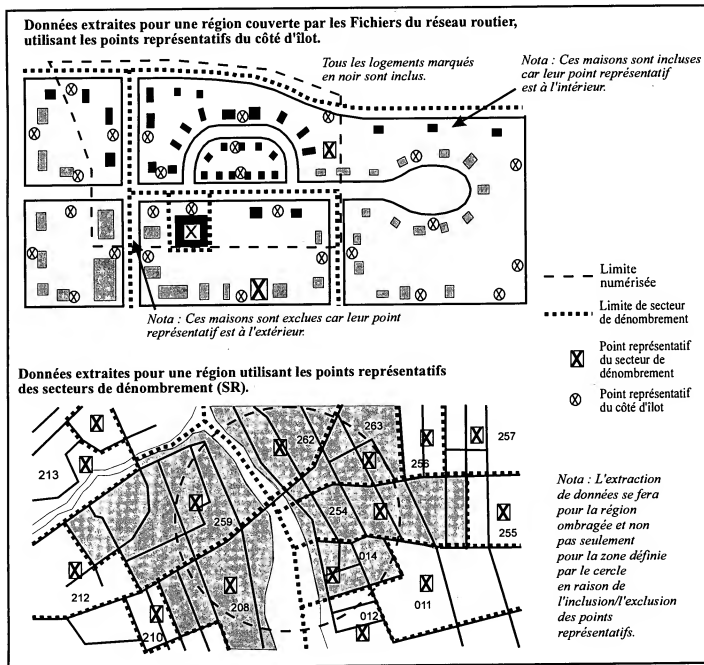 Données extraites pour une région couverte par les Fichiers du réseau routier,
utilisant les points représentatifs du côté d'îlot.
Tous les logements marqués
en noir sont inclus.
Nota : Ces maisons sont incluses
car leur point représentatif
est à l'intérieur.
Nota : Ces maisons sont exclues car leur point
représentatif est à l'extérieur.
Limite
numérisée
Limite de secteur
de dénombrement
Point représentatif
du secteur de
dénombrement
Point représentatif
du côté d'îlot
Données extraites pour une région utilisant les points représentatifs
des secteurs de dénombrement (SR).
213
262
263
256
257
259
254
255
014
212
208
011
210
012
Nota : L'extraction
de données se fera
pour la région
ombragée et non
pas seulement
pour la zone définie
par le cercle
en raison de
l'inclusion/l'exclusion
des points
représentatifs.